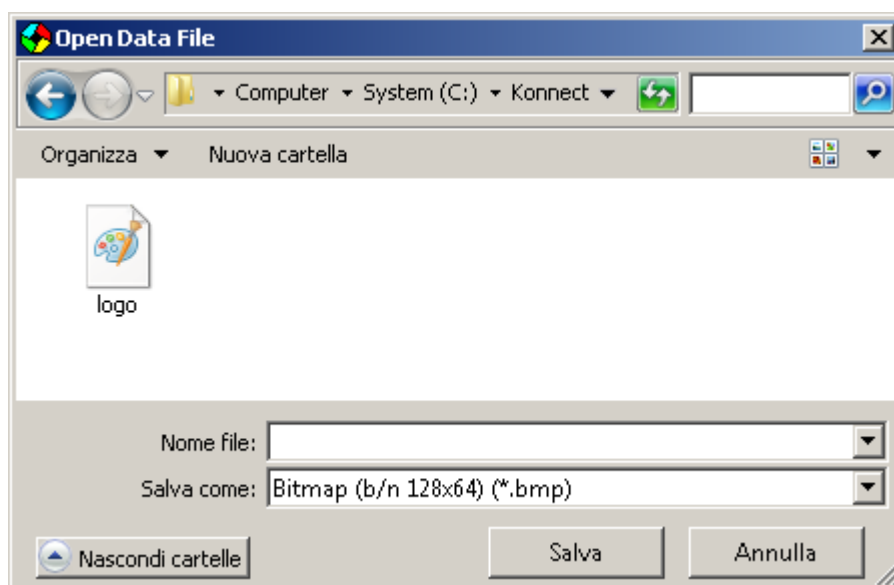 Open Data File
Computer System (C:) Konnect
Organizza Nuova cartella
logo
Nome file:
Salva come: Bitmap (b/n 128x64) (*.bmp)
Nascondi cartelle Salva Annulla